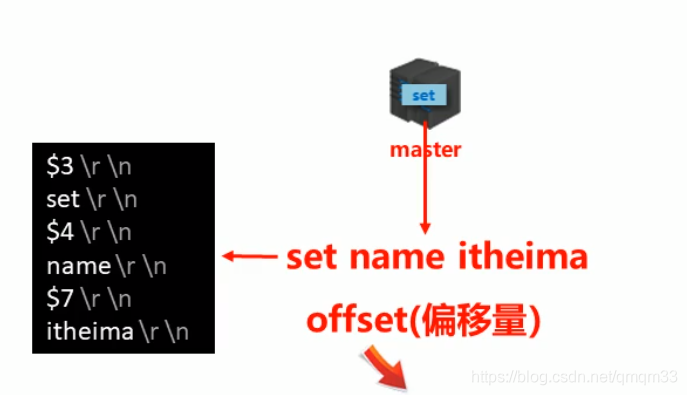 set
master
$3 \r \n
set \r \n
$4 \r \n
name \r \n
$7 \r \n
itheima \r \n
set name itheima
offset(偏移量)
https://blog.csdn.net/qmqm33